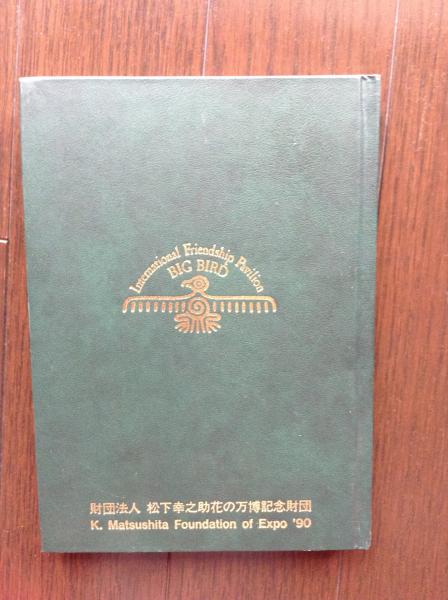 International Friendship Pavilion
BIG BIRD
財団法人 松下幸之助花の万博記念財団
K. Matsushita Foundation of Expo '90